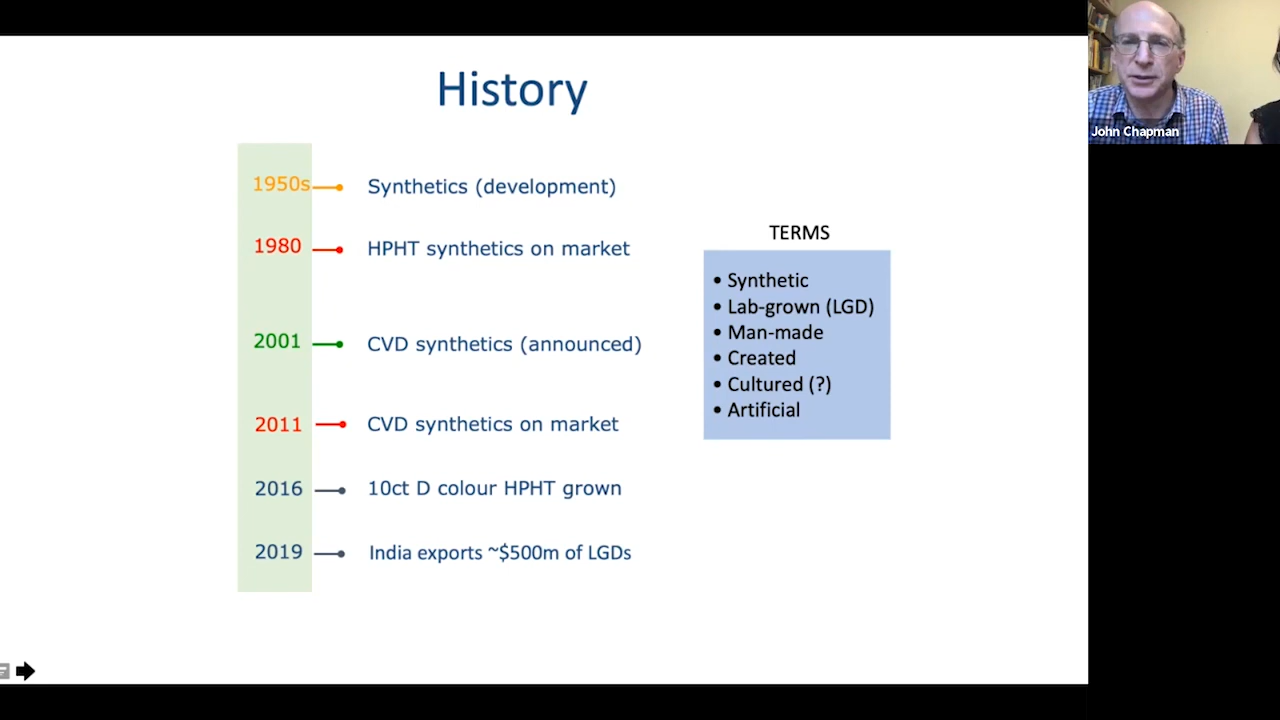 History
1950s Synthetics (development)
1980 HPHT synthetics on market
2001 CVD synthetics (announced)
2011 CVD synthetics on market
2016 10ct D colour HPHT grown
2019 India exports ~$500m of LGDs
TERMS
• Synthetic
• Lab-grown (LGD)
• Man-made
• Created
• Cultured (?)
• Artificial
John Chapman